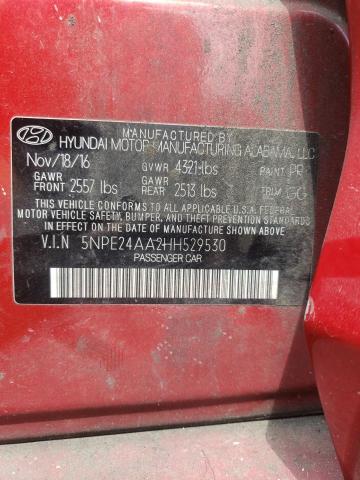 MANUFACTURED BY
HYUNDAI MOTOR MANUFACTURING ALABAMA, LLC
Nov/18/16 GVWR 4321 lbs PAINT PR
GAWR FRONT 2557 lbs GAWR REAR 2513 lbs TRIM
THIS VEHICLE CONFORMS TO ALL APPLICABLE U.S.A. FEDERAL
MOTOR VEHICLE SAFETY, BUMPER, AND THEFT PREVENTION STANDARDS
IN EFFECT ON THE DATE OF MANUFACTURE SHOWN ABOVE.
V.I.N 5NPE24AA2HH529530
PASSENGER CAR